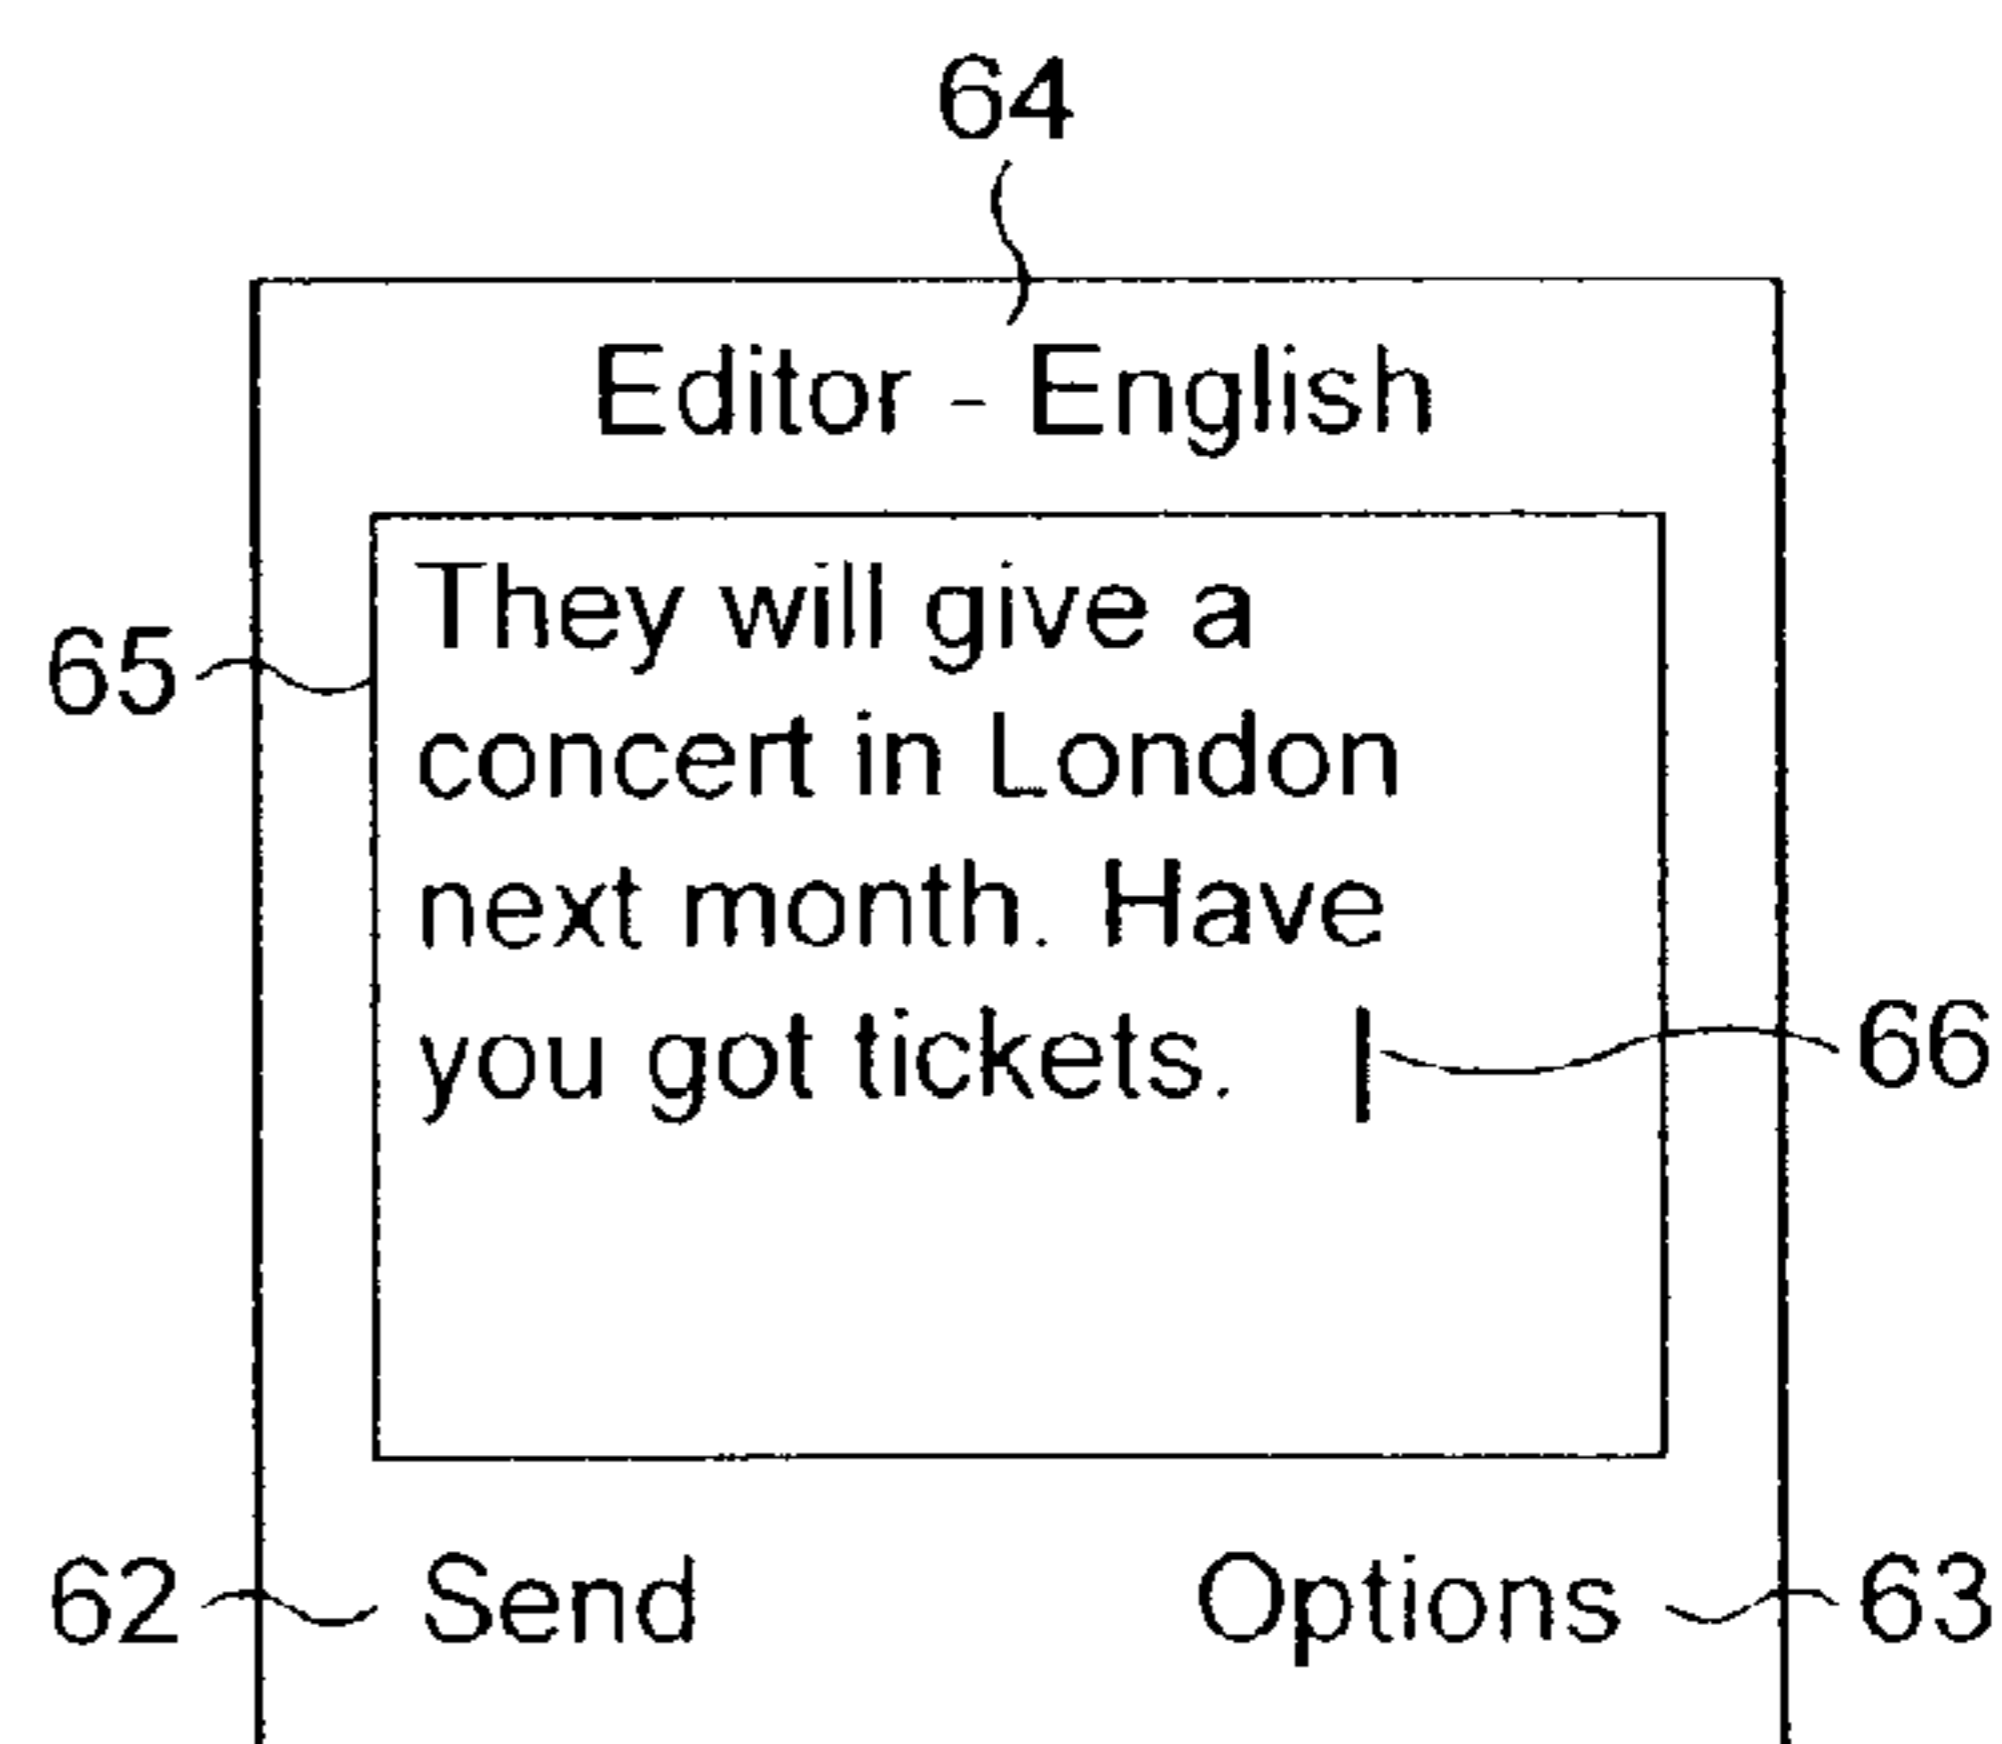 64
Editor - English
They will give a
65
concert in London
next month. Have
you got tickets. |
66
62 Send Options 63